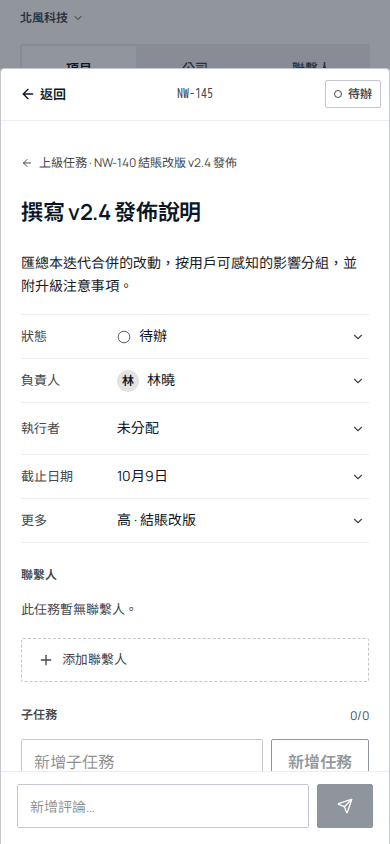 北風科技
項目 公司 聯繫人
返回 NW-145 待辦
上級任務 · NW-140 結賬改版 v2.4 發佈
撰寫 v2.4 發佈說明
匯總本迭代合併的改動，按用戶可感知的影響分組，並
附升級注意事項。
狀態 待辦
負責人 林 林曉
執行者 未分配
截止日期 10月9日
更多 高 · 結賬改版
聯繫人
此任務暫無聯繫人。
添加聯繫人
子任務 0/0
新增子任務 新增任務
新增評論...